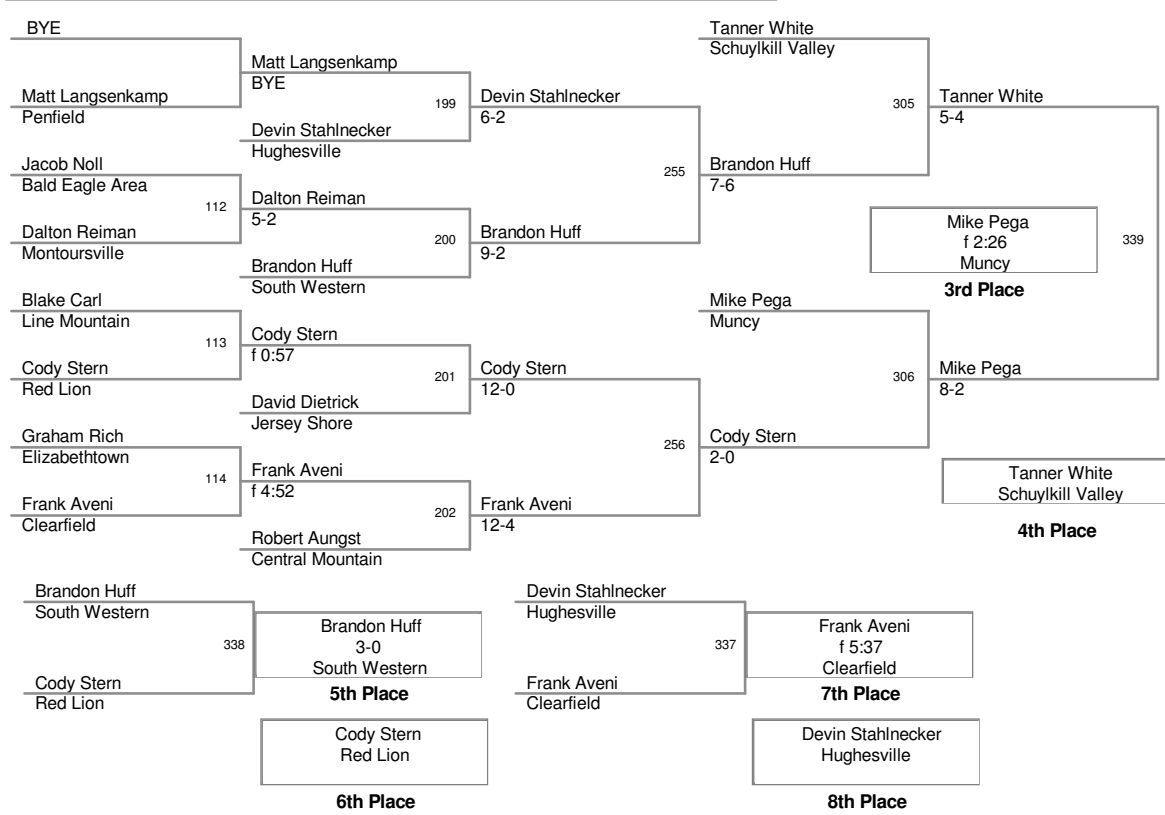 BYE
Matt Langsenkamp
Penfield
Jacob Noll
Bald Eagle Area
112
Dalton Reiman
Montoursville
Blake Carl
Line Mountain
113
Cody Stern
Red Lion
Graham Rich
Elizabethtown
114
Frank Aveni
Clearfield
Matt Langsenkamp
BYE
199
Devin Stahlnecker
Hughesville
Dalton Reiman
5-2
200
Brandon Huff
South Western
Cody Stern
f 0:57
201
David Dietrick
Jersey Shore
Frank Aveni
f 4:52
202
Robert Aungst
Central Mountain
Devin Stahlnecker
6-2
255
Brandon Huff
9-2
Cody Stern
12-0
256
Frank Aveni
12-4
Tanner White
Schuylkill Valley
305
Brandon Huff
7-6
Mike Pega
Muncy
306
Cody Stern
2-0
Tanner White
5-4
339
Mike Pega
8-2
Mike Pega
f 2:26
Muncy
3rd Place
Tanner White
Schuylkill Valley
4th Place
Brandon Huff
South Western
338
Cody Stern
Red Lion
Brandon Huff
3-0
South Western
5th Place
Cody Stern
Red Lion
6th Place
Devin Stahlnecker
Hughesville
337
Frank Aveni
Clearfield
Frank Aveni
f 5:37
Clearfield
7th Place
Devin Stahlnecker
Hughesville
8th Place